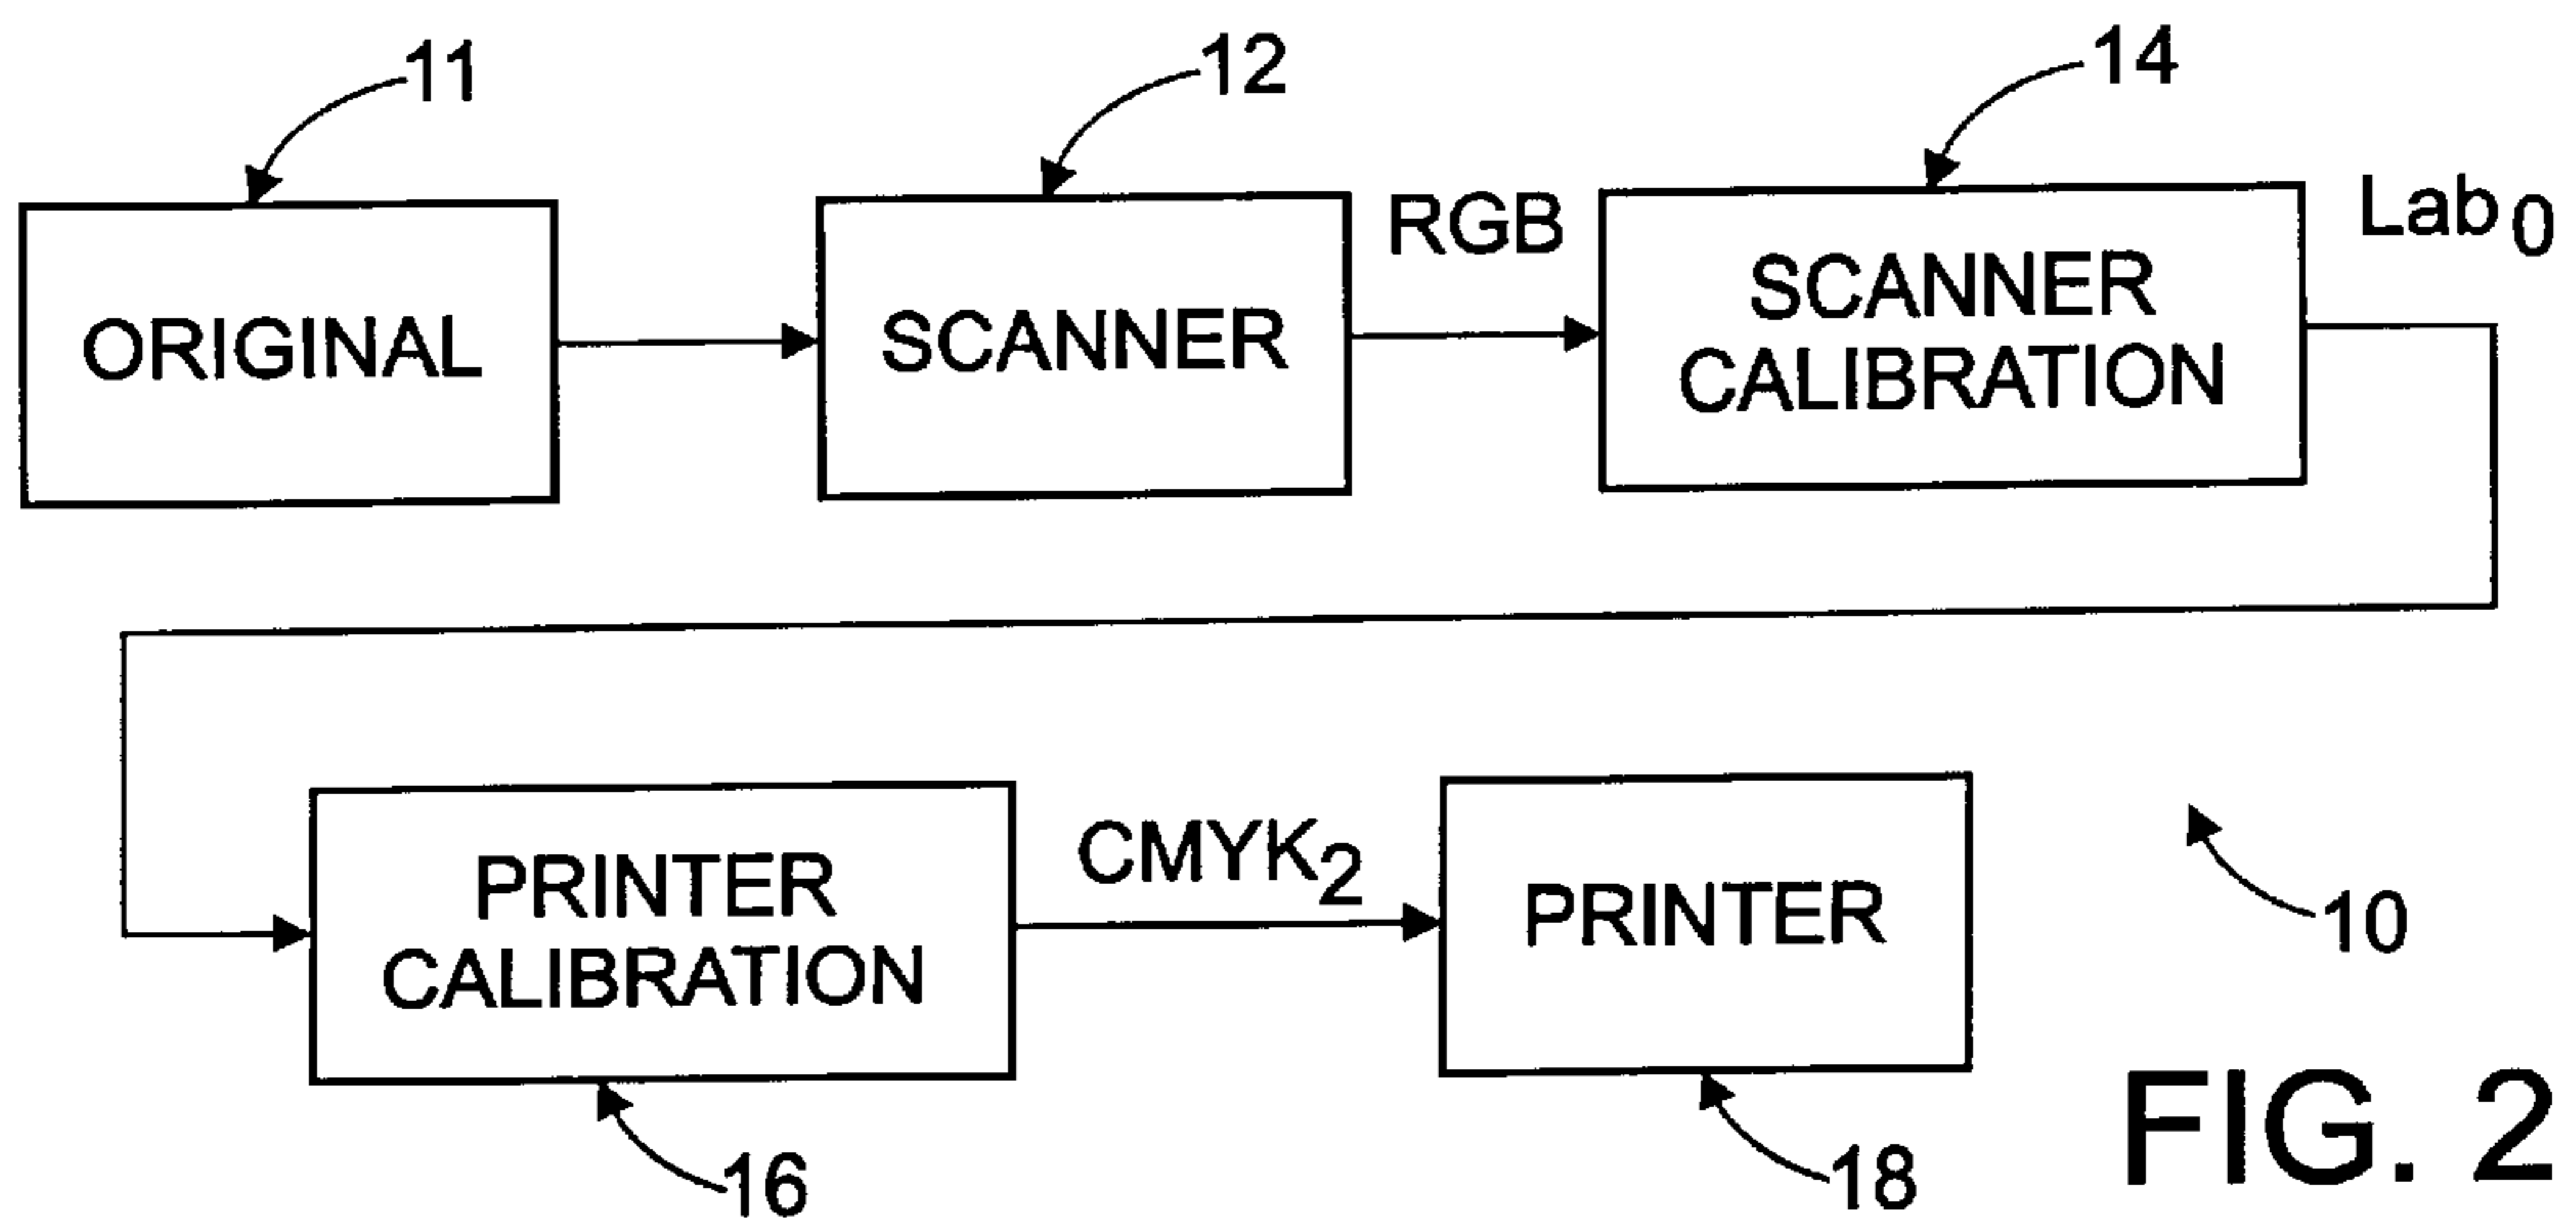 11
12
14
ORIGINAL
SCANNER
RGB
SCANNER
CALIBRATION
Lab0
PRINTER
CALIBRATION
CMYK2
PRINTER
10
16
18
FIG. 2